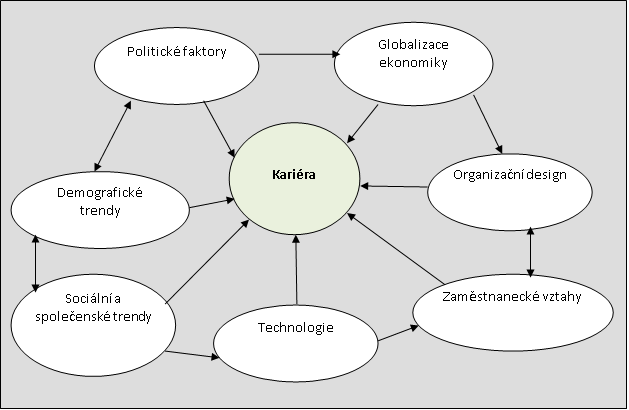 Politické faktory
Globalizace
ekonomiky
Kariéra
Organizační design
Demografické
trendy
Zaměstnanecké vztahy
Sociální a
společenské trendy
Technologie